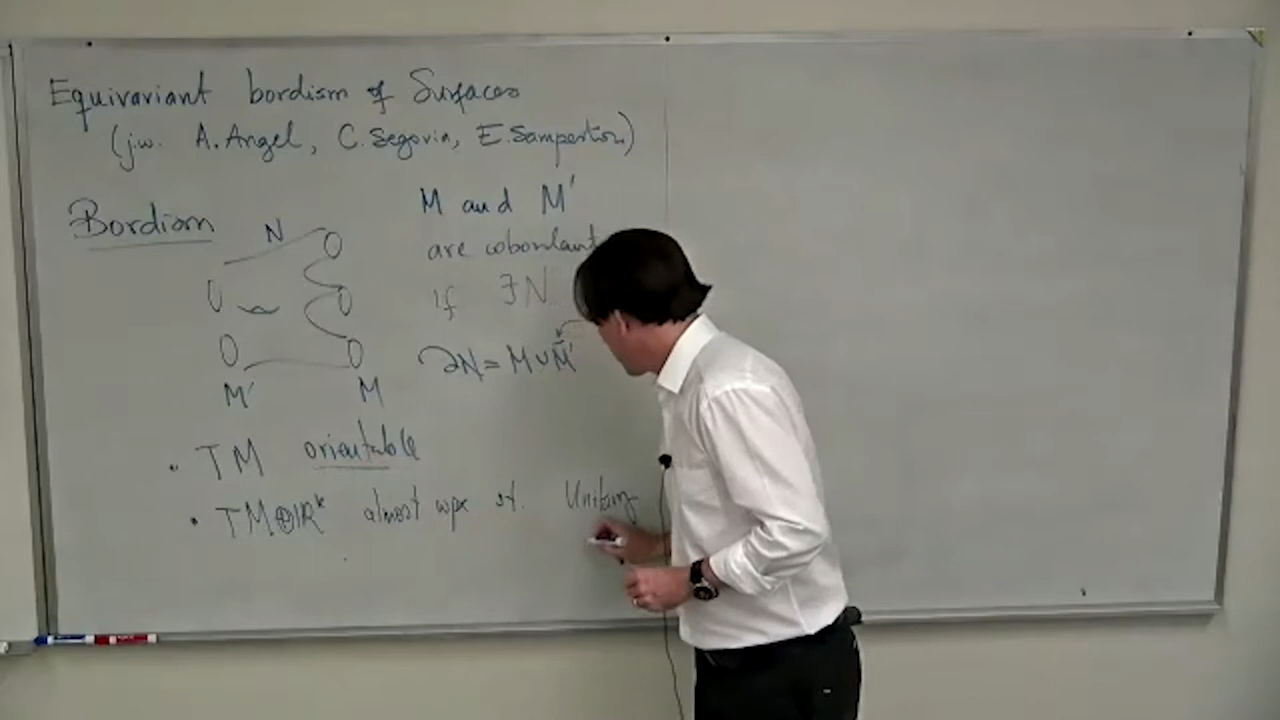 Equivariant bordism of Surfaces
(j.w. A. Angel, C. Segovia, E. Samperton)
Bordism
N
M' M
M and M'
are cobordant
if ∃N
∂N = M ∪ M̄'
• TM orientable
• TM⊕ℝᵏ almost cpx st. Unitary